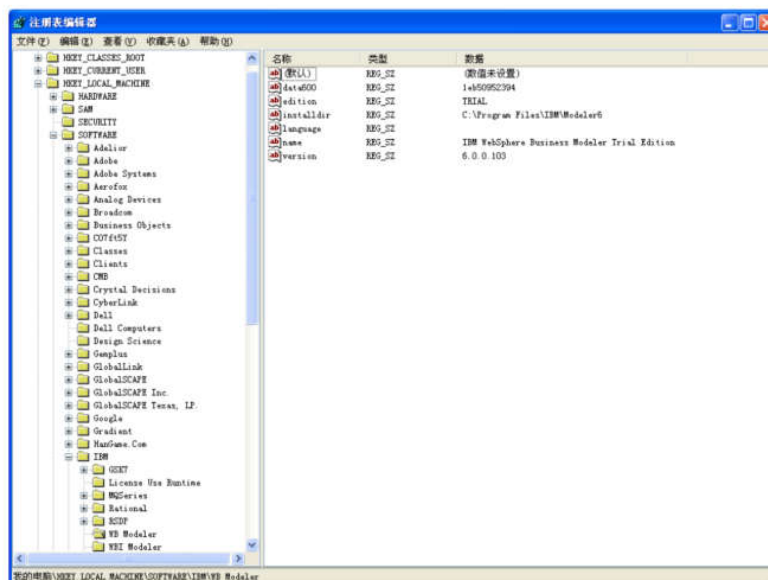 注册表编辑器
文件(F) 编辑(E) 查看(V) 收藏夹(A) 帮助(H)
HKEY_CLASSES_ROOT
HKEY_CURRENT_USER
HKEY_LOCAL_MACHINE
HARDWARE
SAM
SECURITY
SOFTWARE
Adelior
Adobe
Adobe Systems
Aerofox
Analog Devices
Broadcom
Business Objects
CO7ft5Y
Classes
Clients
CMB
Crystal Decisions
CyberLink
Dell
Dell Computers
Design Science
Gemplus
GlobalLink
GlobalSCAPE
GlobalSCAPE Inc.
GlobalSCAPE Texas, LP.
Google
Gradient
HanGame.Com
IBM
GSK7
License Use Runtime
MQSeries
Rational
RSDP
WB Modeler
WBI Modeler
名称 类型 数据
(默认) REG_SZ (数值未设置)
data600 REG_SZ 1eb50952394
edition REG_SZ TRIAL
installdir REG_SZ C:\Program Files\IBM\Modeler6
language REG_SZ
name REG_SZ IBM WebSphere Business Modeler Trial Edition
version REG_SZ 6.0.0.103
我的电脑\HKEY_LOCAL_MACHINE\SOFTWARE\IBM\WB Modeler